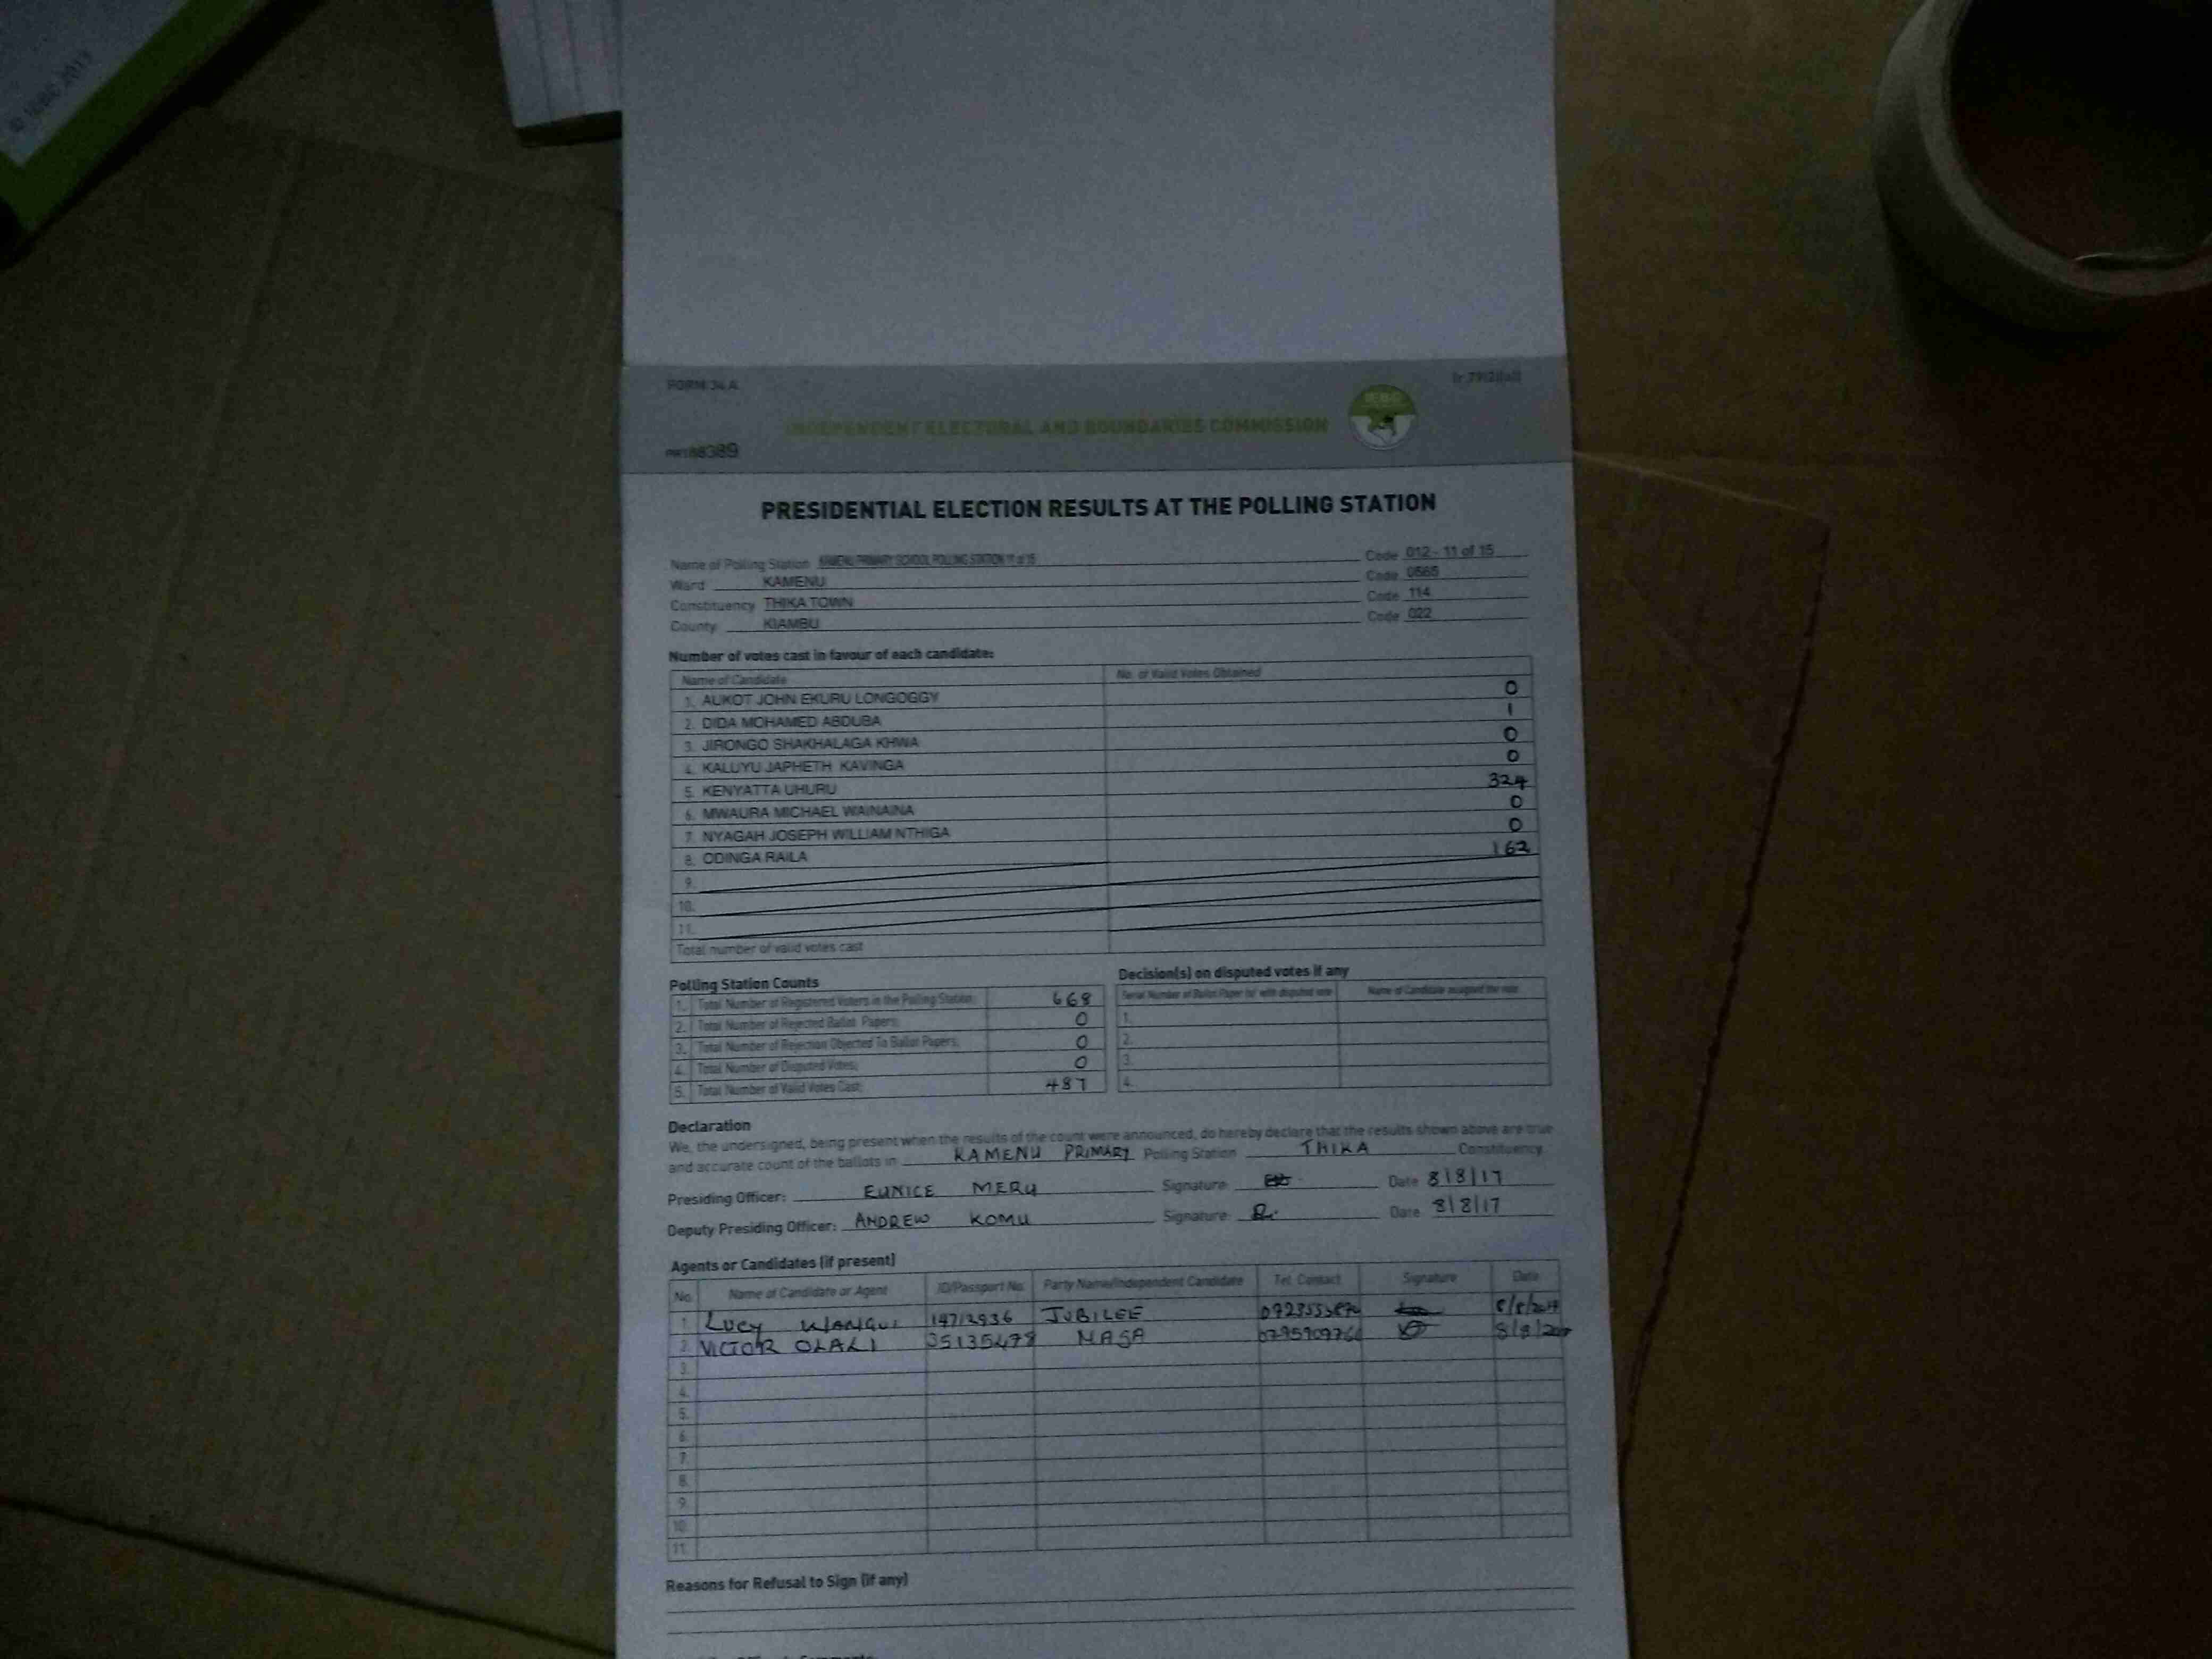 © IEBC 2017
FORM 34 A
INDEPENDENT ELECTORAL AND BOUNDARIES COMMISSION
PRESIDENTIAL ELECTION RESULTS AT THE POLLING STATION
Name of Polling Station KAMENU PRIMARY SCHOOL POLLING STATION 11 of 15 Code 012 - 11 of 15
Ward KAMENU Code 0565
Constituency THIKA TOWN Code 114
County KIAMBU Code 022
Number of votes cast in favour of each candidate:
Name of Candidate No. of Valid Votes Obtained
1. AUKOT JOHN EKURU LONGOGGY 0
2. DIDA MOHAMED ABDUBA 1
3. JIRONGO SHAKHALAGA KHWA 0
4. KALUYU JAPHETH KAVINGA 0
5. KENYATTA UHURU 324
6. MWAURA MICHAEL WAINAINA 0
7. NYAGAH JOSEPH WILLIAM NTHIGA 0
8. ODINGA RAILA 162
9.
10.
11.
Total number of valid votes cast
Polling Station Counts
1. Total Number of Registered Voters in the Polling Station 668
2. Total Number of Rejected Ballot Papers; 0
3. Total Number of Rejection Objected To Ballot Papers; 0
4. Total Number of Disputed Votes; 0
5. Total Number of Valid Votes Cast; 487
Decision(s) on disputed votes if any
Serial Number of Ballot Paper (s) with disputed vote Name of Candidate assigned the vote
1.
2.
3.
4.
Declaration
We, the undersigned, being present when the results of the count were announced, do hereby declare that the results shown above are true
and accurate count of the ballots in KAMENU PRIMARY Polling Station THIKA Constituency
Presiding Officer: EUNICE MERU Signature Date 8/8/17
Deputy Presiding Officer: ANDREW KOMU Signature Date 8/8/17
Agents or Candidates (if present)
No. Name of Candidate or Agent ID/Passport No. Party Name/Independent Candidate Tel. Contact Signature Date
1. LUCY WANGUI JUBILEE 8/8/2017
2. VICTOR 35135478 NASA 8/8/2017
3.
4.
5.
6.
7.
8.
9.
10.
11.
Reasons for Refusal to Sign (if any)